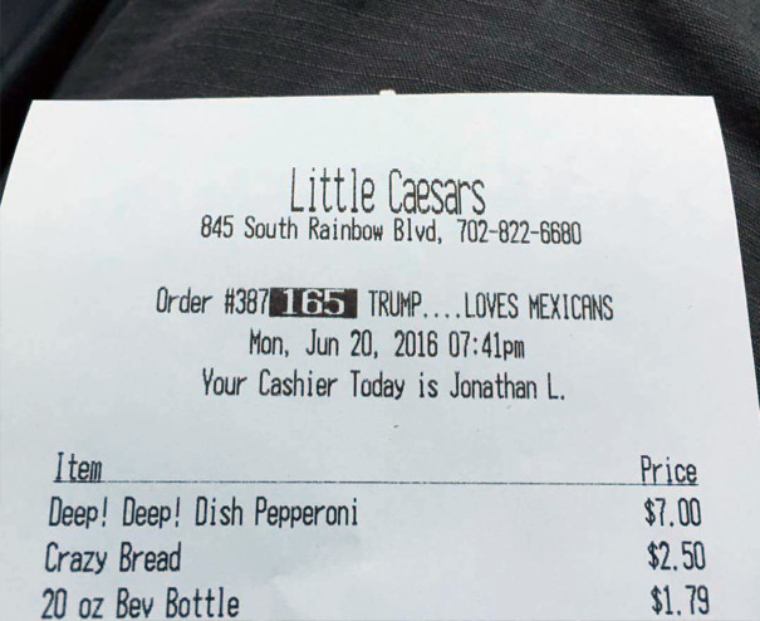 Little Caesars
845 South Rainbow Blvd, 702-822-6680
Order #387 165 TRUMP....LOVES MEXICANS
Mon, Jun 20, 2016 07:41pm
Your Cashier Today is Jonathan L.
Item Price
Deep! Deep! Dish Pepperoni $7.00
Crazy Bread $2.50
20 oz Bev Bottle $1.79